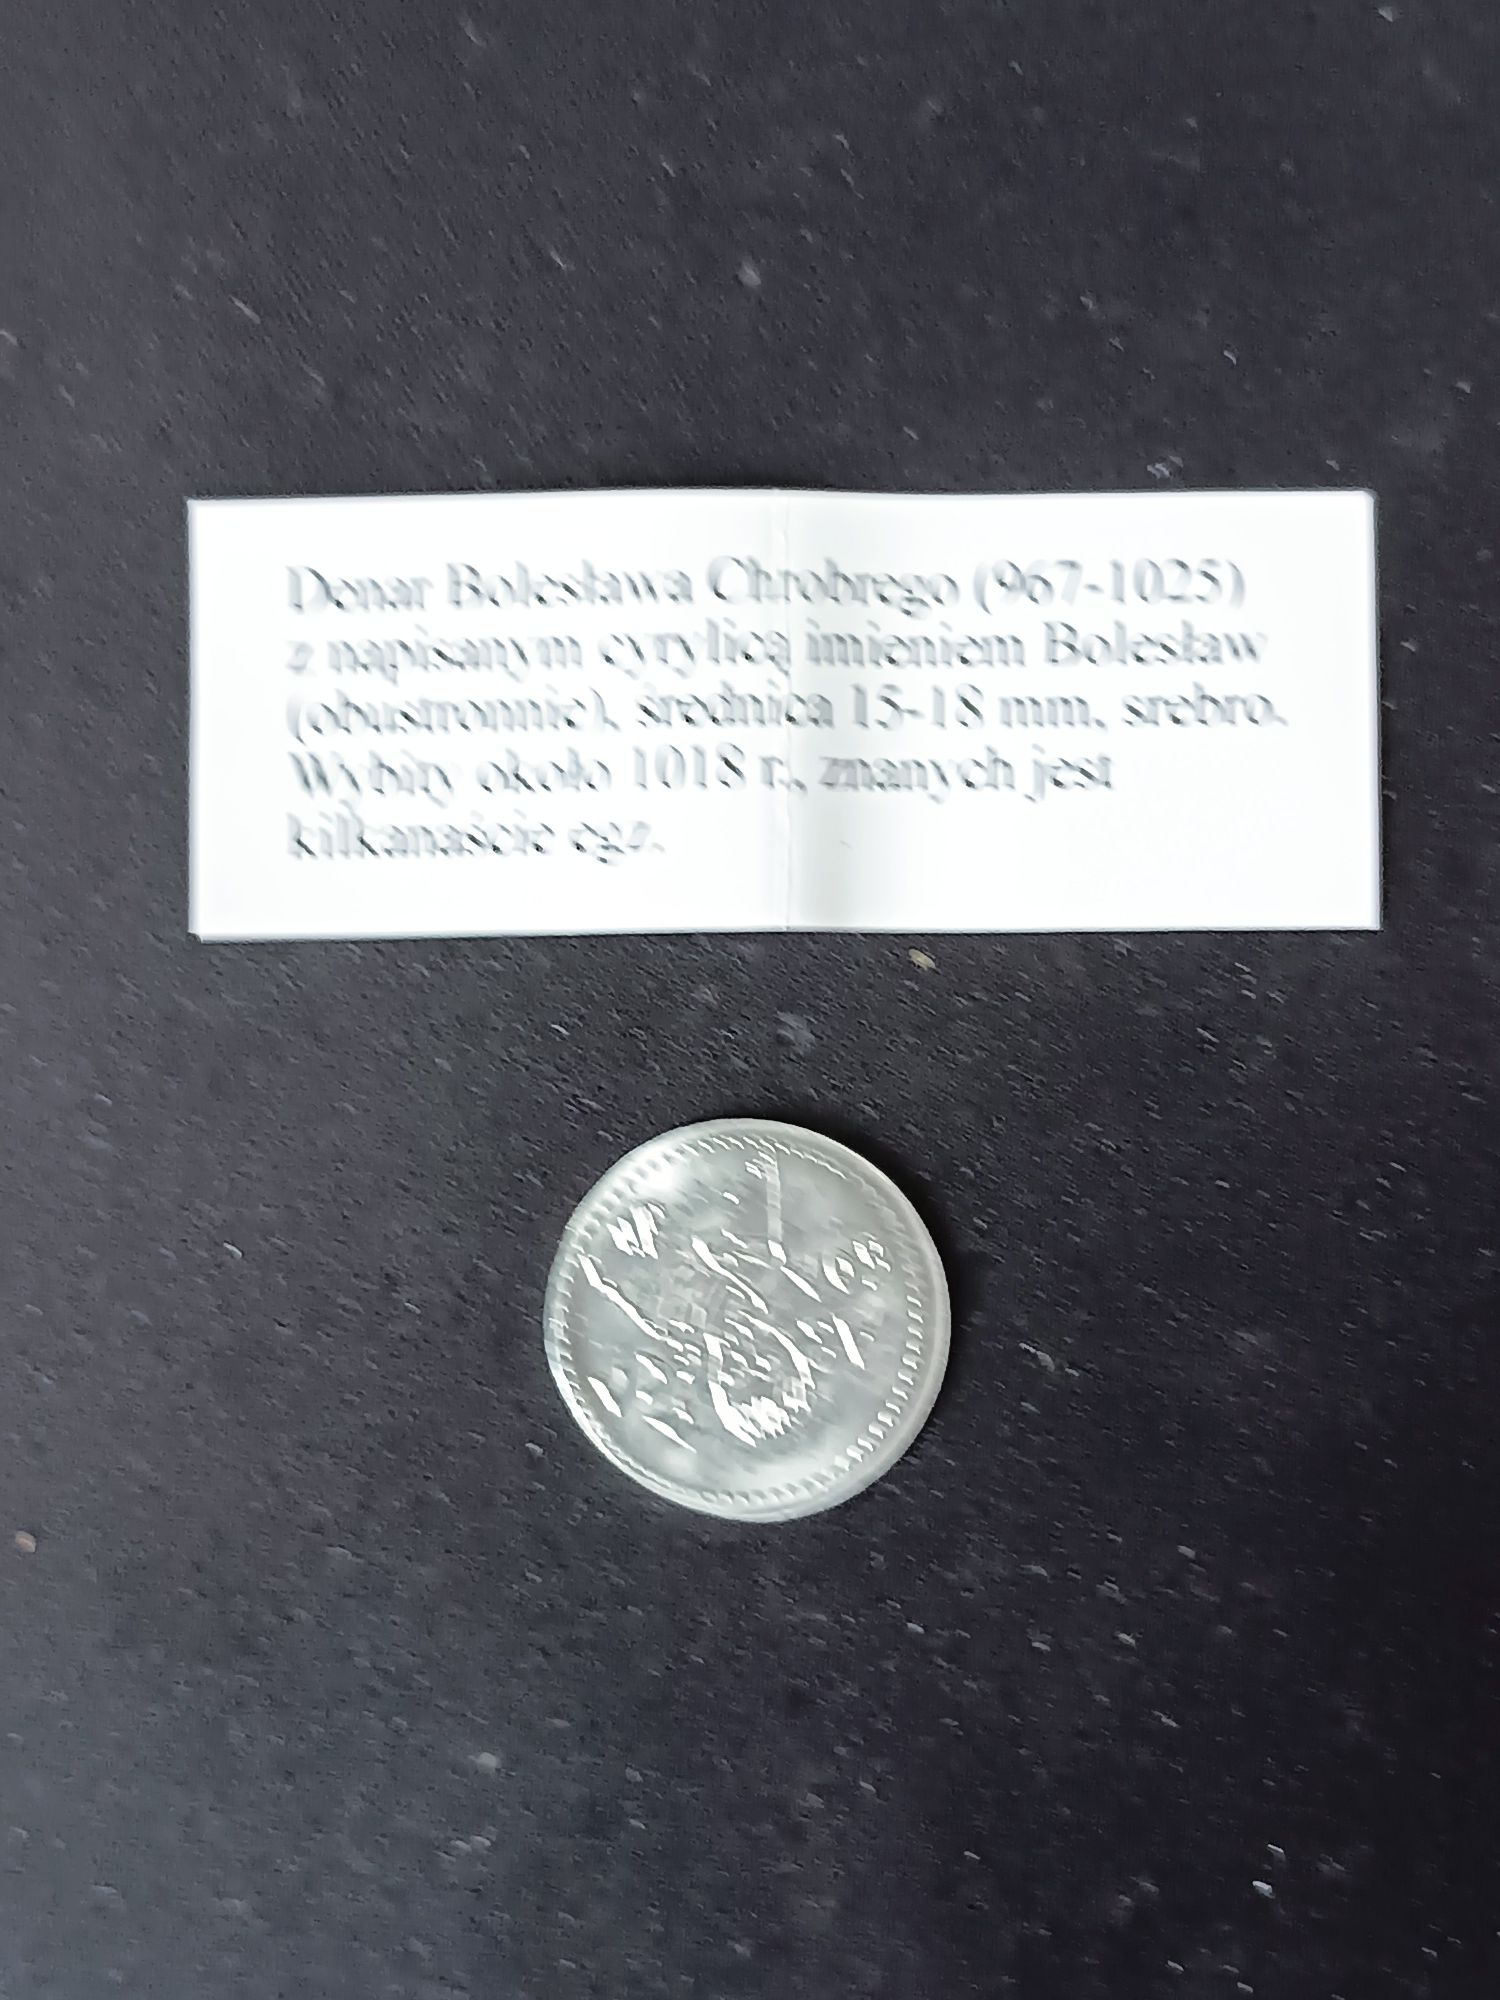 Denar Bolesława Chrobrego (967-1025)
z napisanym cyrylicą imieniem Bolesław
(obustronnie), średnica 15-18 mm, srebro.
Wybity około 1018 r., znanych jest
kilkanaście egz.